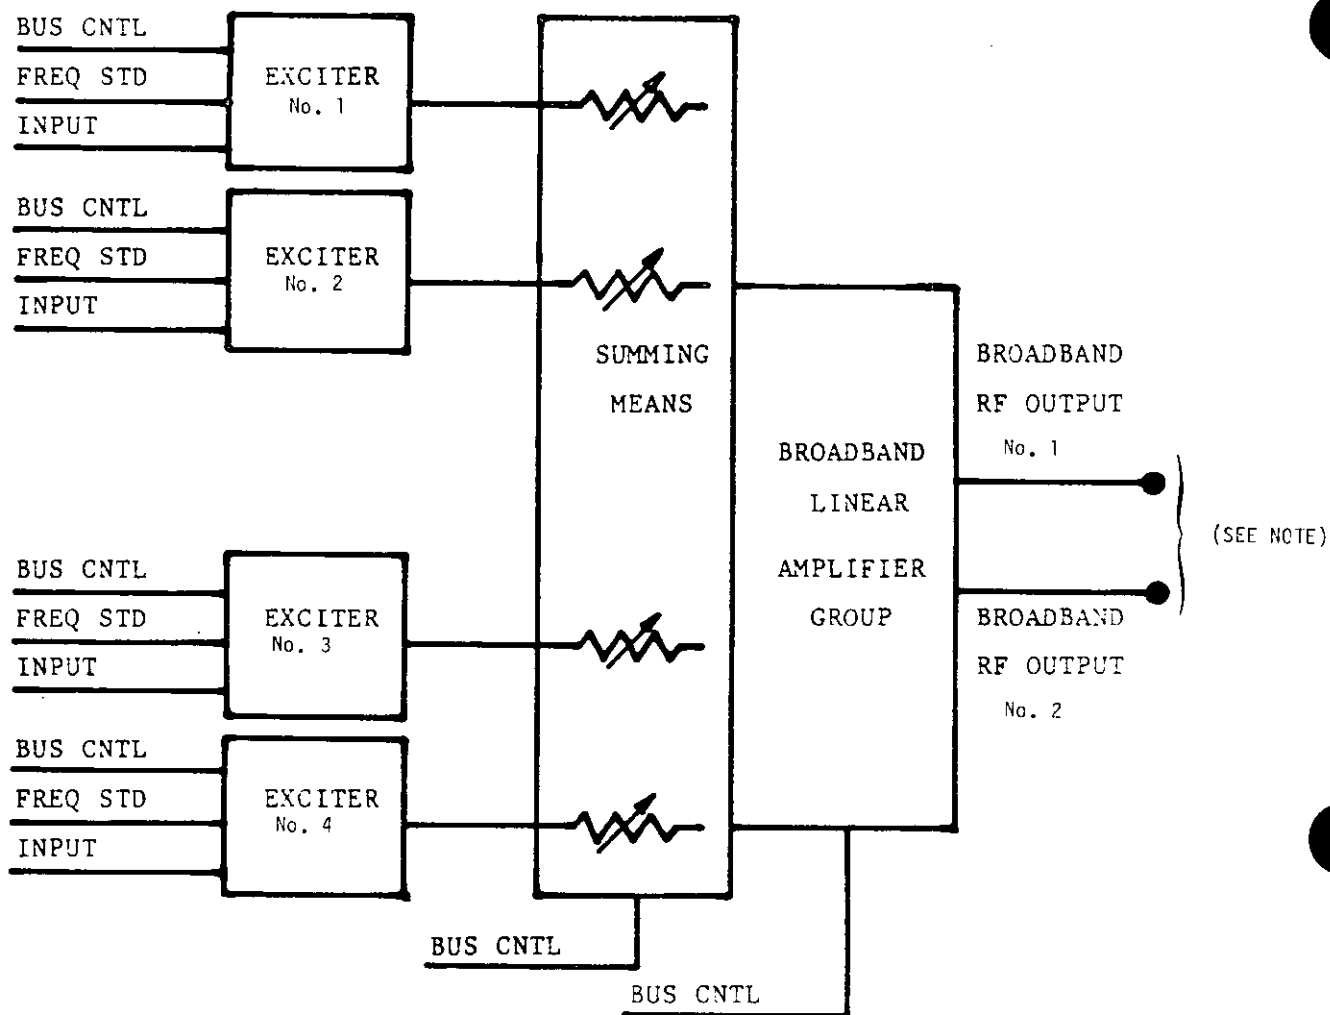 BUS CNTL
FREQ STD
INPUT
EXCITER
No. 1
BUS CNTL
FREQ STD
INPUT
EXCITER
No. 2
BUS CNTL
FREQ STD
INPUT
EXCITER
No. 3
BUS CNTL
FREQ STD
INPUT
EXCITER
No. 4
SUMMING
MEANS
BUS CNTL
BROADBAND
LINEAR
AMPLIFIER
GROUP
BUS CNTL
BROADBAND
RF OUTPUT
No. 1
BROADBAND
RF OUTPUT
No. 2
(SEE NOTE)